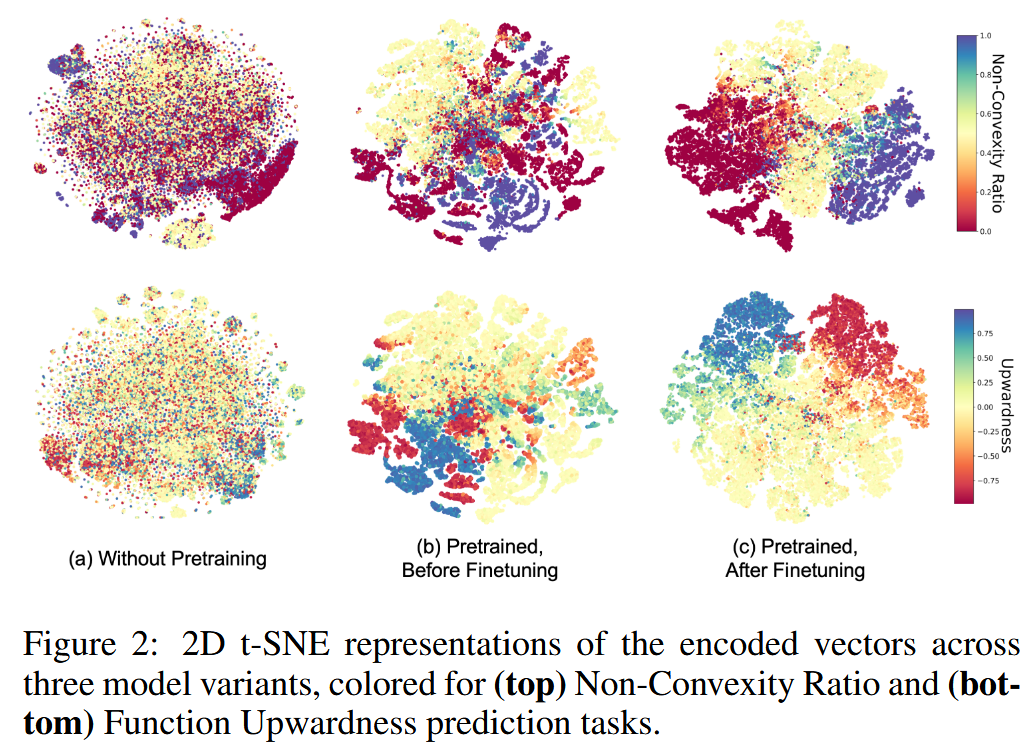 1.0
0.8
0.6
0.4
0.2
0.0
Non-Convexity Ratio
0.75
0.50
0.25
0.00
−0.25
−0.50
−0.75
Upwardness
(a) Without Pretraining
(b) Pretrained,
Before Finetuning
(c) Pretrained,
After Finetuning
Figure 2: 2D t-SNE representations of the encoded vectors across
three model variants, colored for (top) Non-Convexity Ratio and (bot-
tom) Function Upwardness prediction tasks.